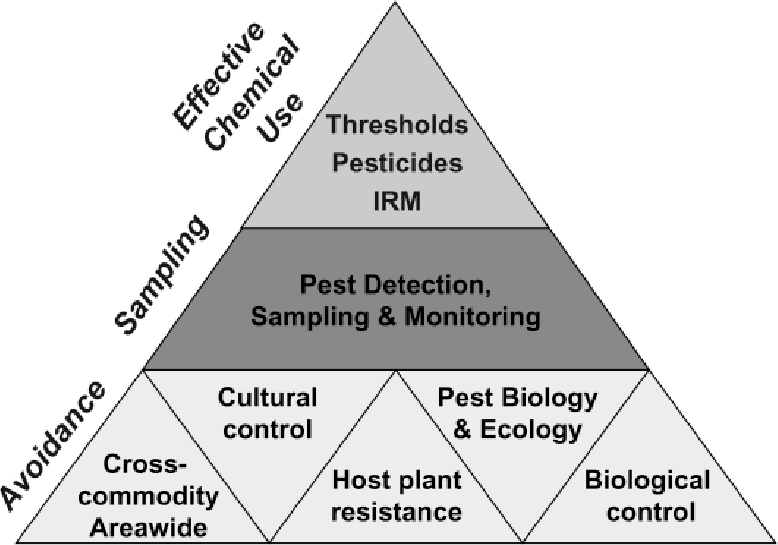 Effective
Chemical
Use
Thresholds
Pesticides
IRM
Sampling
Pest Detection,
Sampling & Monitoring
Avoidance
Cross-
commodity
Areawide
Cultural
control
Host plant
resistance
Pest Biology
& Ecology
Biological
control